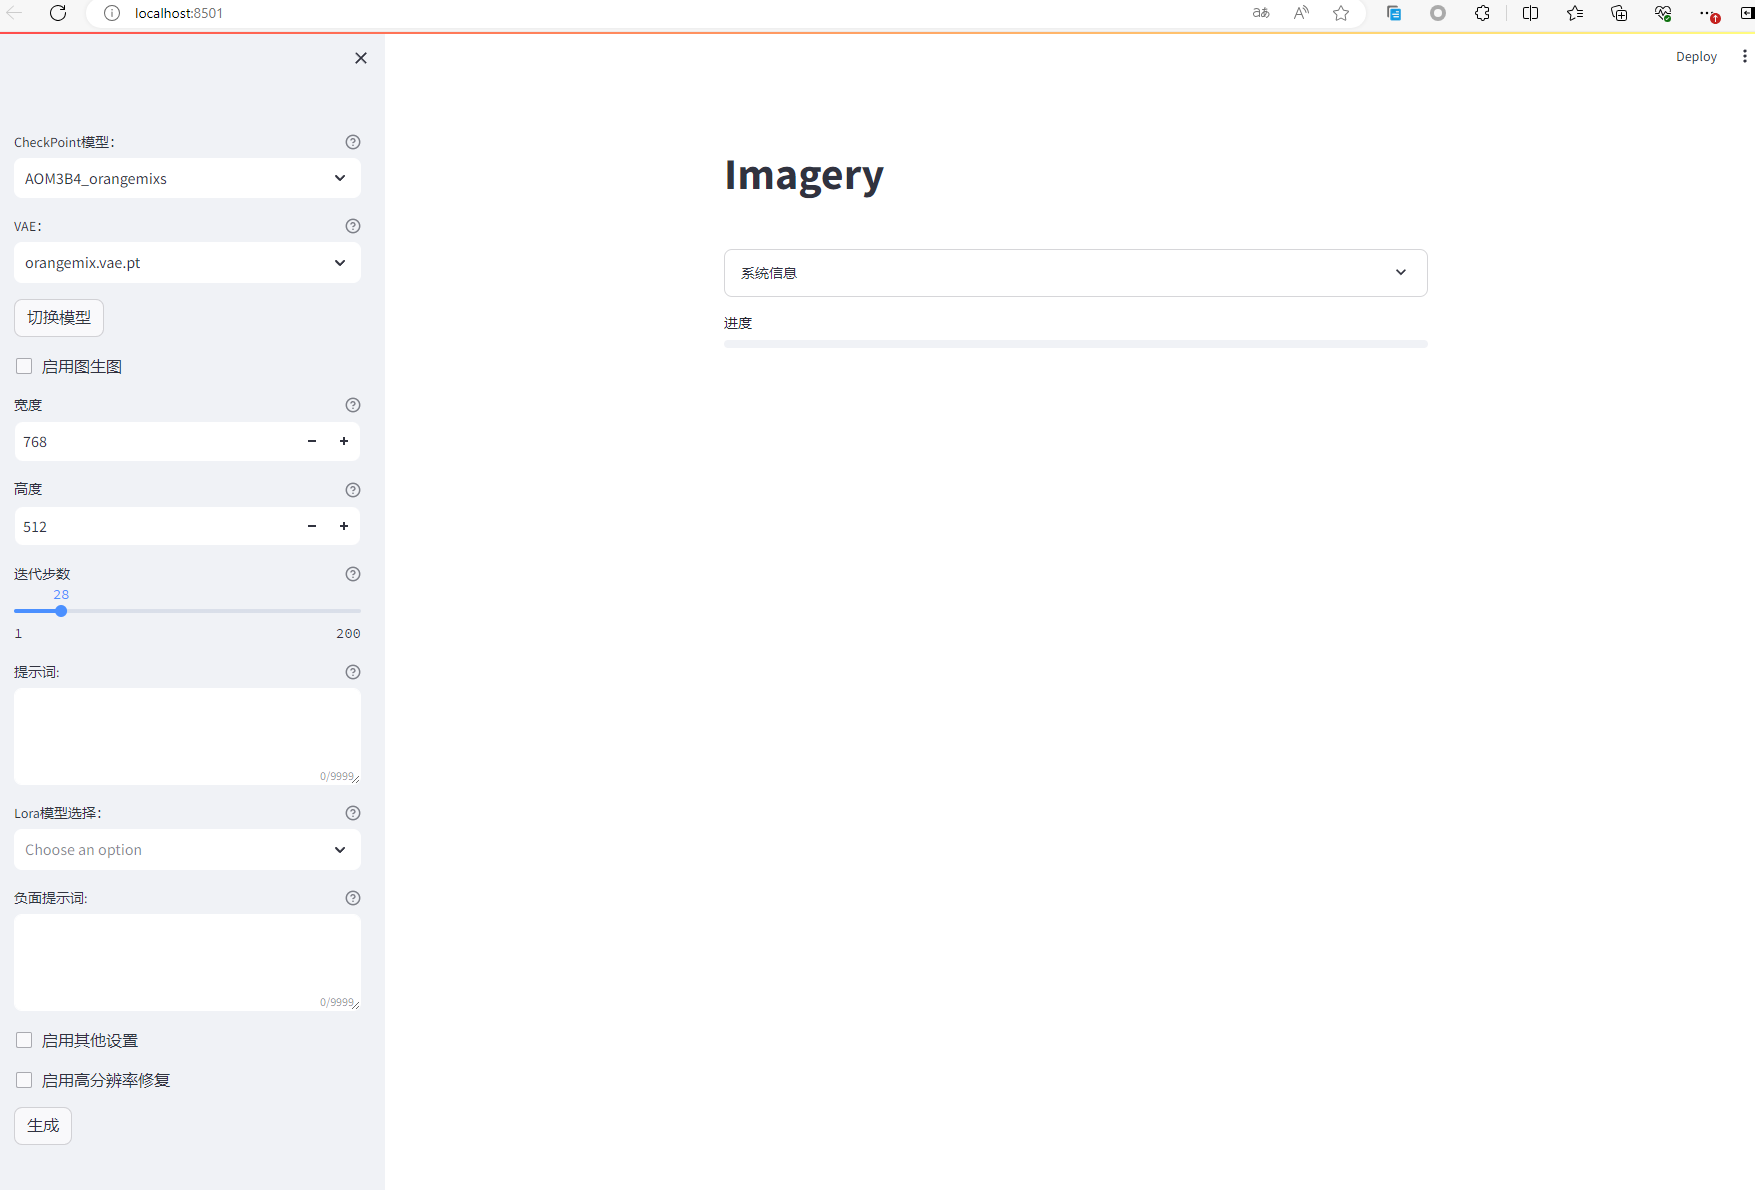 localhost:8501
Deploy
CheckPoint模型：
AOM3B4_orangemixs
VAE：
orangemix.vae.pt
切换模型
启用图生图
宽度
768
高度
512
迭代步数
28
1 200
提示词:
0/9999
Lora模型选择：
Choose an option
负面提示词:
0/9999
启用其他设置
启用高分辨率修复
生成
Imagery
系统信息
进度